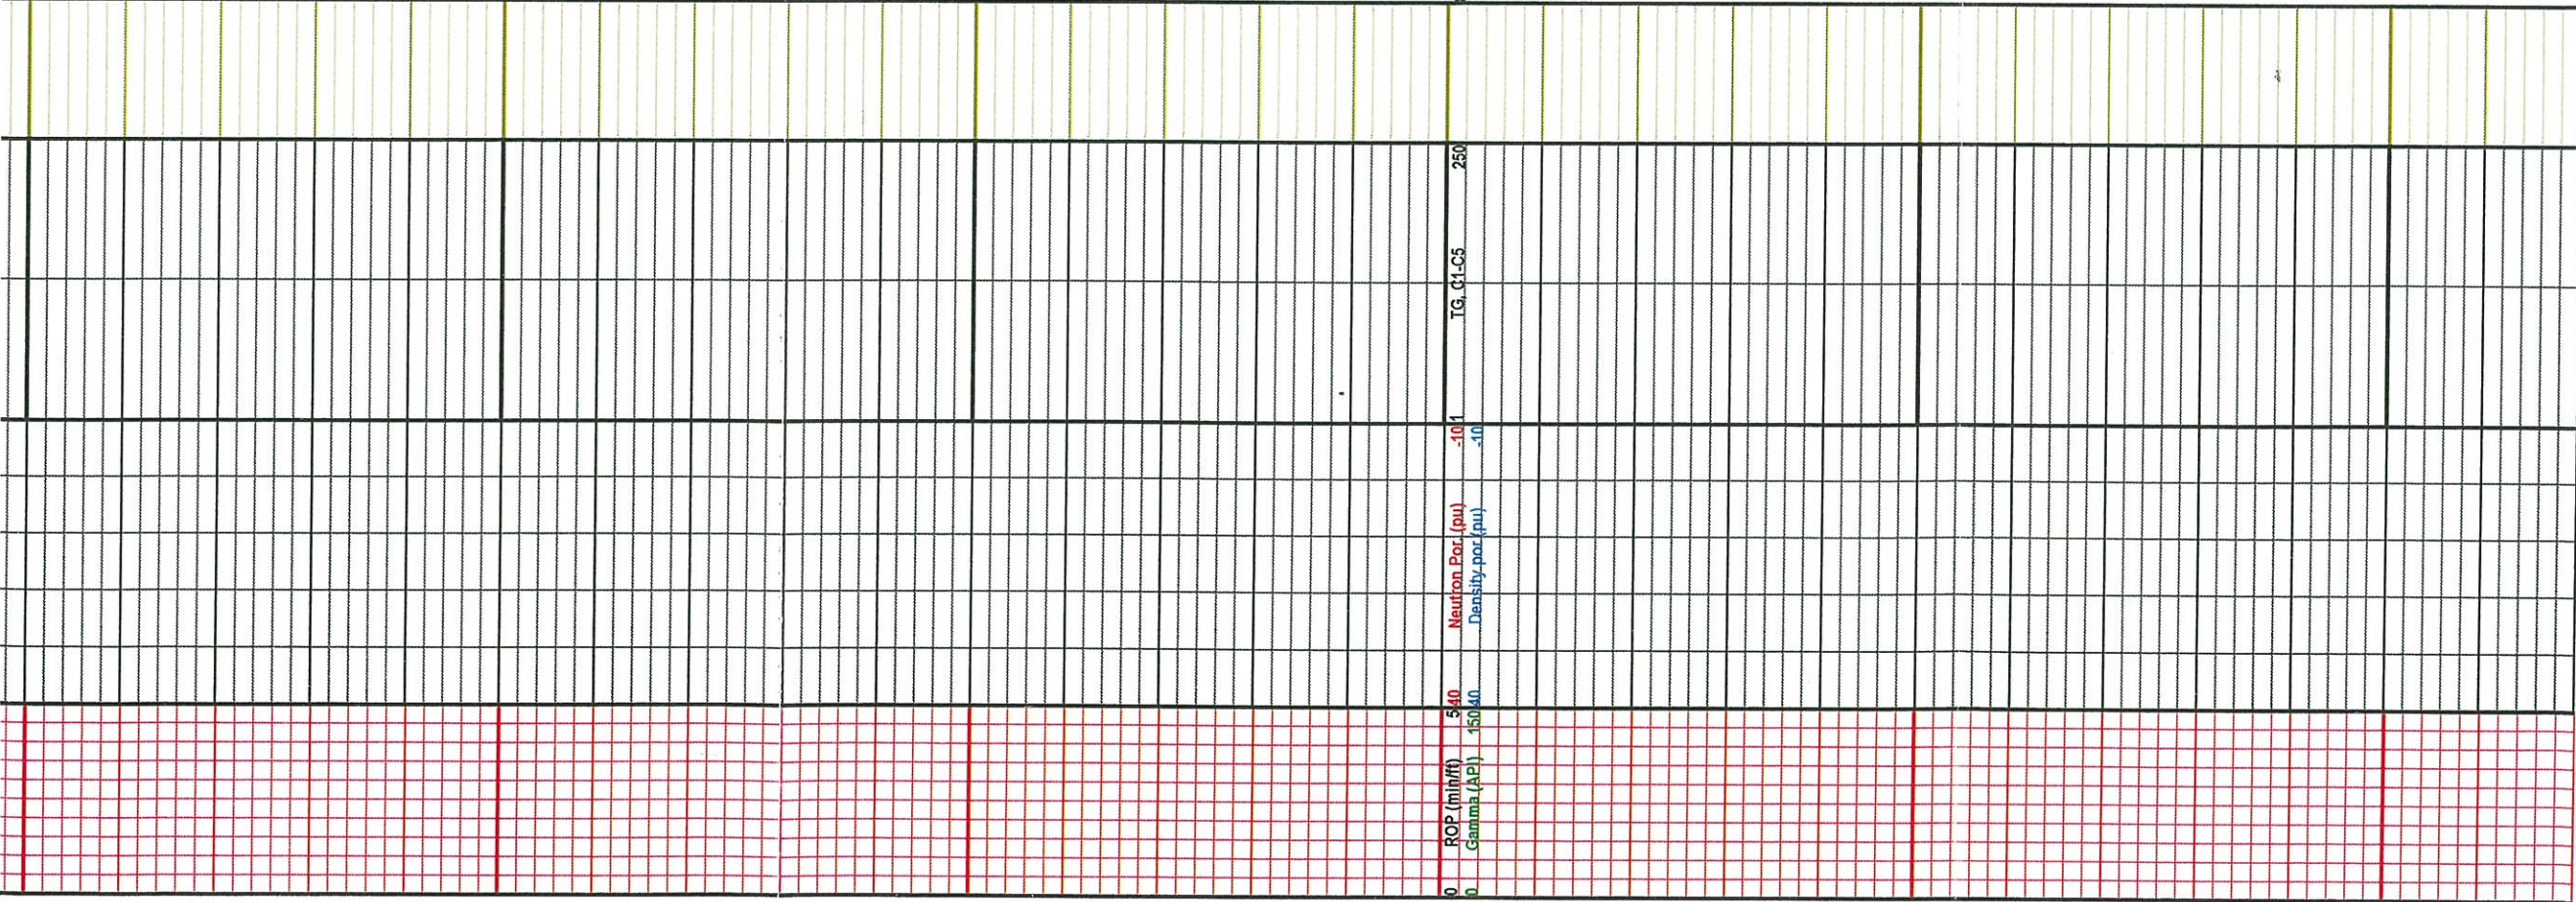 0 ROP (min/ft) 5
0 Gamma (API) 150
40 Neutron Por. (pu) -10
40 Density por (pu) -10
1 TG, C1-C5 250